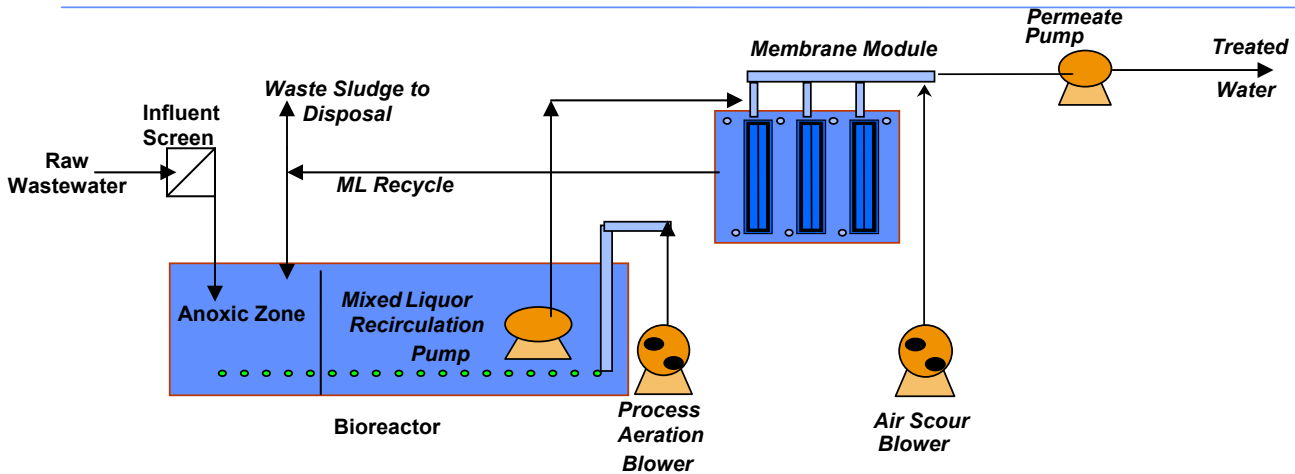 Permeate
Pump
Treated
Water
Membrane Module
Waste Sludge to
Disposal
Influent
Screen
Raw
Wastewater
ML Recycle
Anoxic Zone
Mixed Liquor
Recirculation
Pump
Bioreactor
Process
Aeration
Blower
Air Scour
Blower